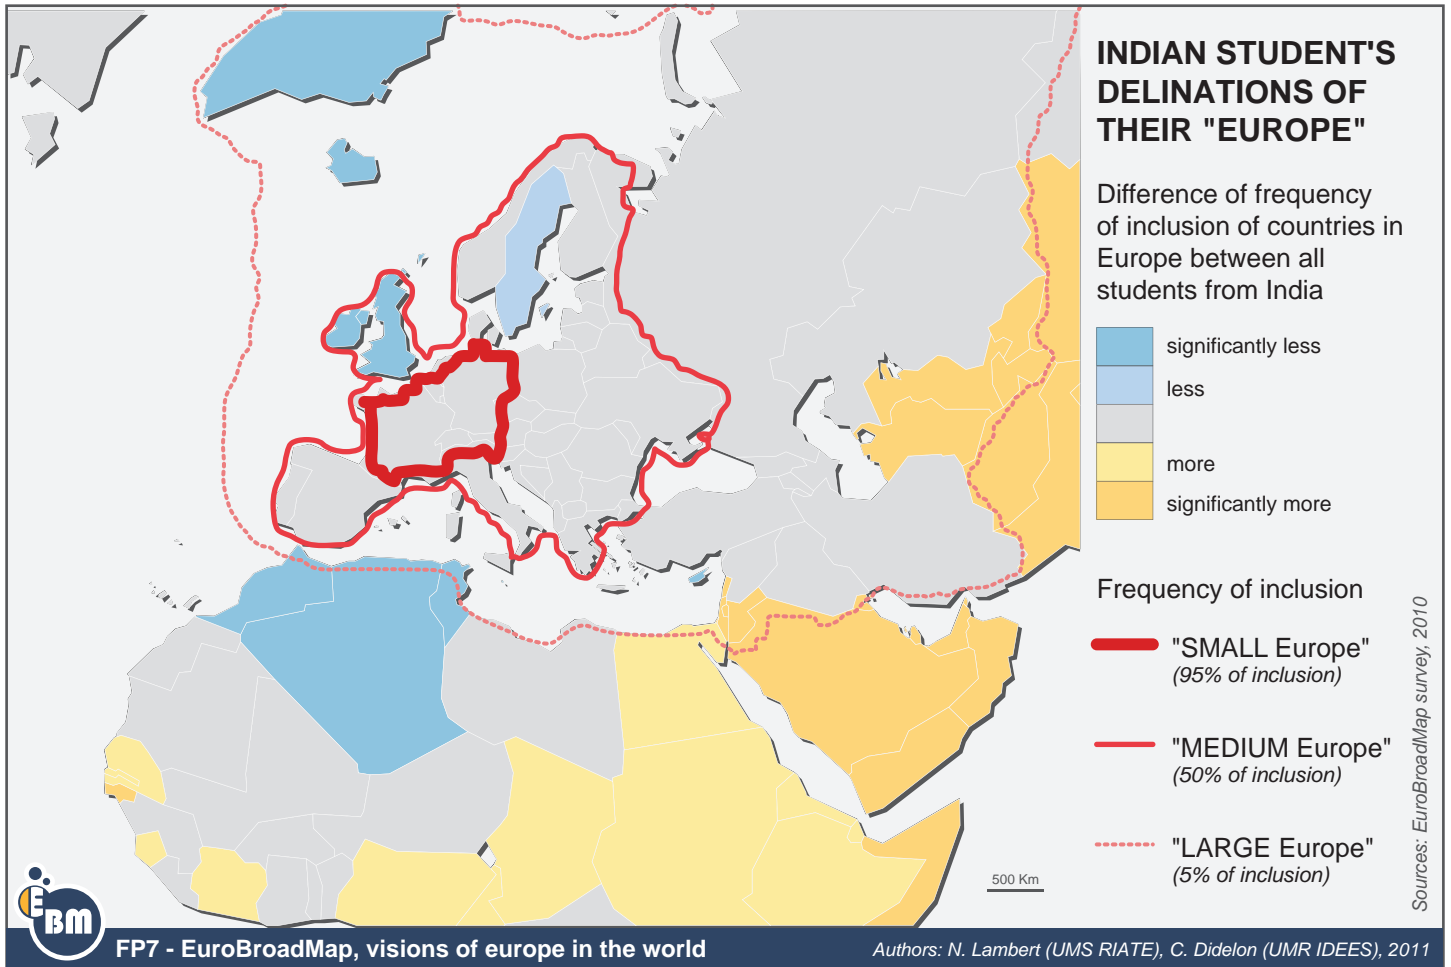 INDIAN STUDENT'S
DELINATIONS OF
THEIR "EUROPE"
Difference of frequency
of inclusion of countries in
Europe between all
students from India
significantly less
less
more
significantly more
Frequency of inclusion
"SMALL Europe"
(95% of inclusion)
"MEDIUM Europe"
(50% of inclusion)
"LARGE Europe"
(5% of inclusion)
Sources: EuroBroadMap survey, 2010
500 Km
E
BM
FP7 - EuroBroadMap, visions of europe in the world
Authors: N. Lambert (UMS RIATE), C. Didelon (UMR IDEES), 2011